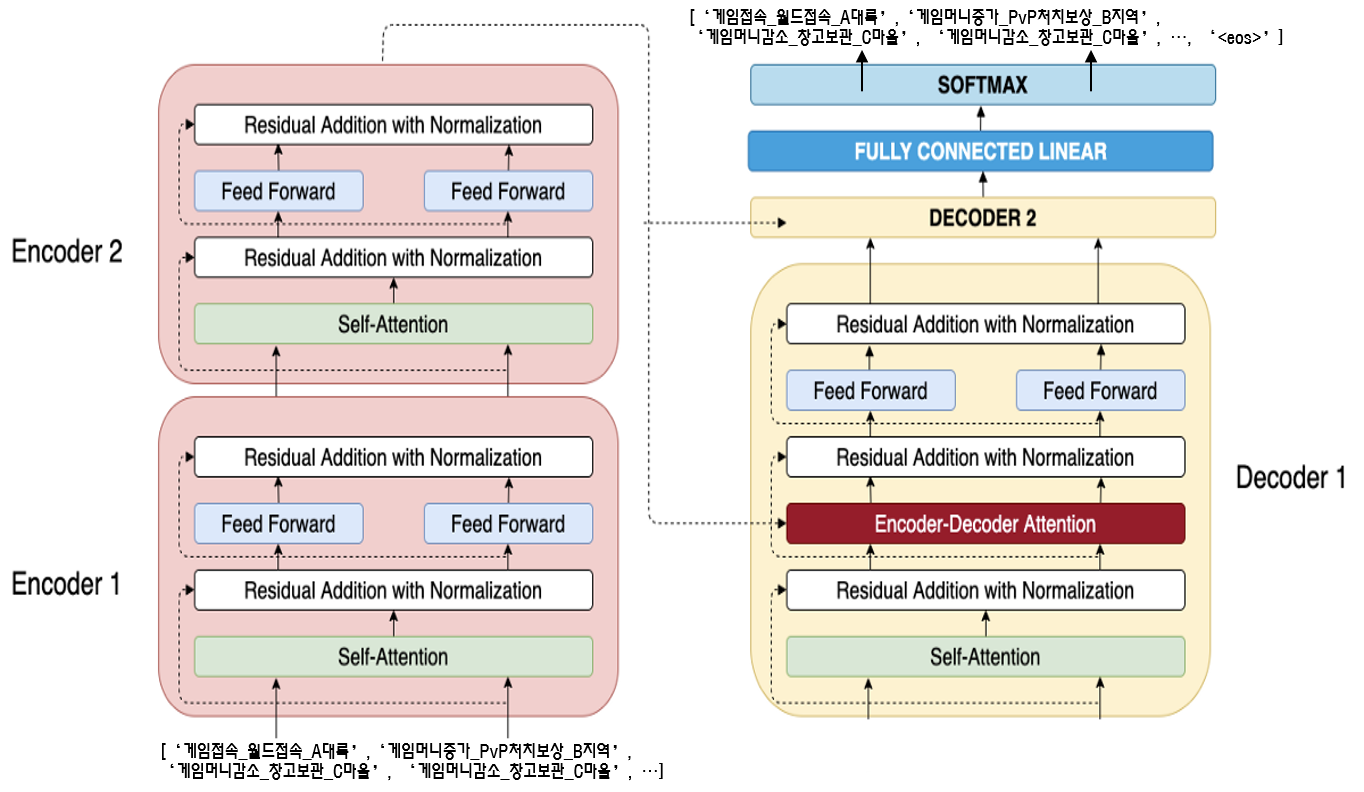 [ ‘게임접속_월드접속_A대륙’, ‘게임머니증가_PvP처치보상_B지역’,
‘게임머니감소_창고보관_C마을’, ‘게임머니감소_창고보관_C마을’, …, ‘<eos>’]
SOFTMAX
FULLY CONNECTED LINEAR
DECODER 2
Residual Addition with Normalization
Feed Forward
Feed Forward
Residual Addition with Normalization
Encoder-Decoder Attention
Residual Addition with Normalization
Self-Attention
Decoder 1
Encoder 2
Residual Addition with Normalization
Feed Forward
Feed Forward
Residual Addition with Normalization
Self-Attention
Encoder 1
Residual Addition with Normalization
Feed Forward
Feed Forward
Residual Addition with Normalization
Self-Attention
[ ‘게임접속_월드접속_A대륙’, ‘게임머니증가_PvP처치보상_B지역’,
‘게임머니감소_창고보관_C마을’, ‘게임머니감소_창고보관_C마을’, …]